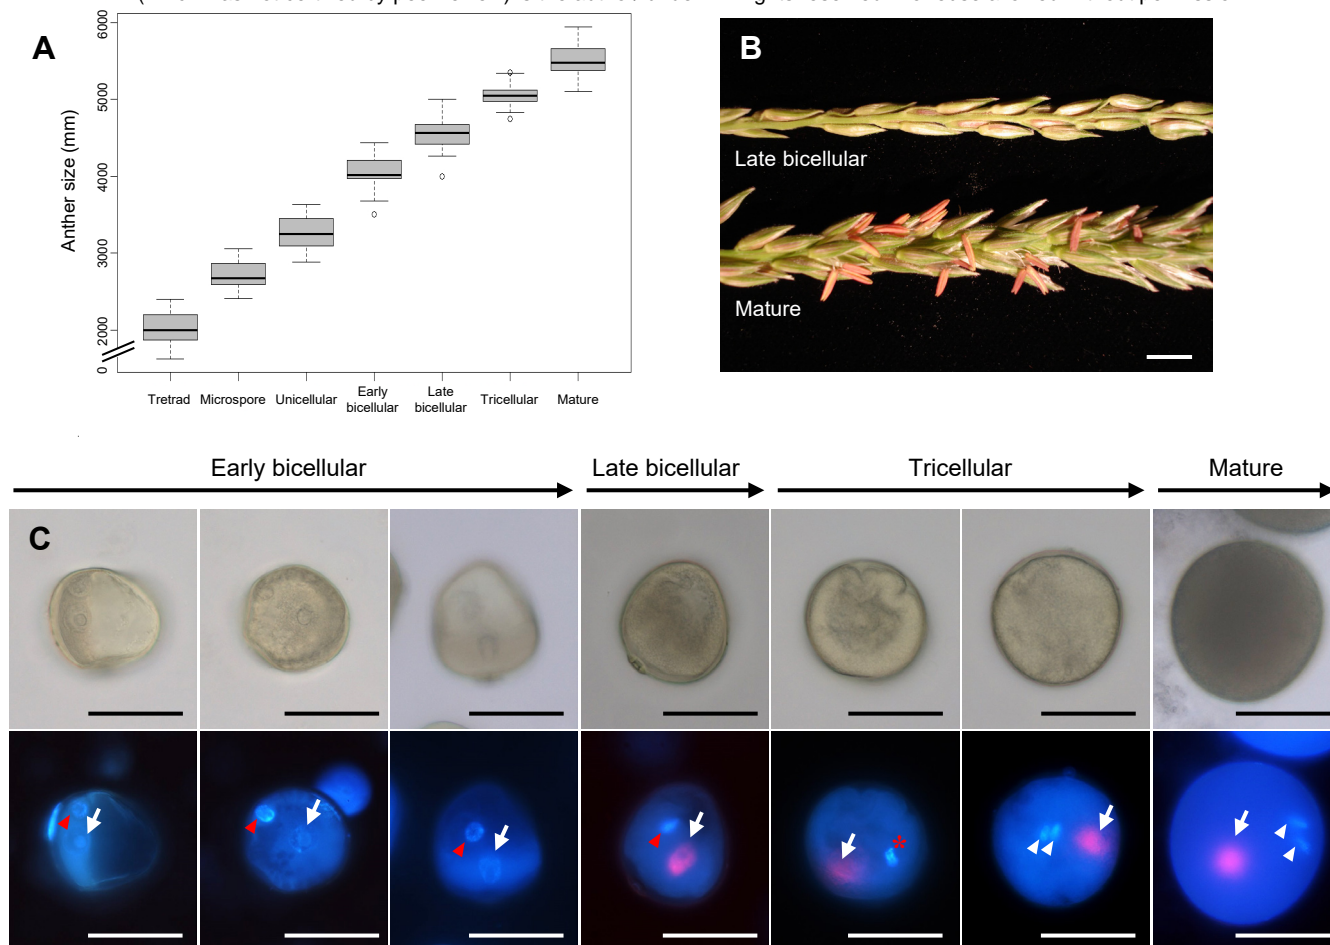 A
Anther size (mm)
6000
5000
4000
3000
2000
0
Tretrad
Microspore
Unicellular
Early
bicellular
Late
bicellular
Tricellular
Mature
B
Late bicellular
Mature
Early bicellular
Late bicellular
Tricellular
Mature
C
*